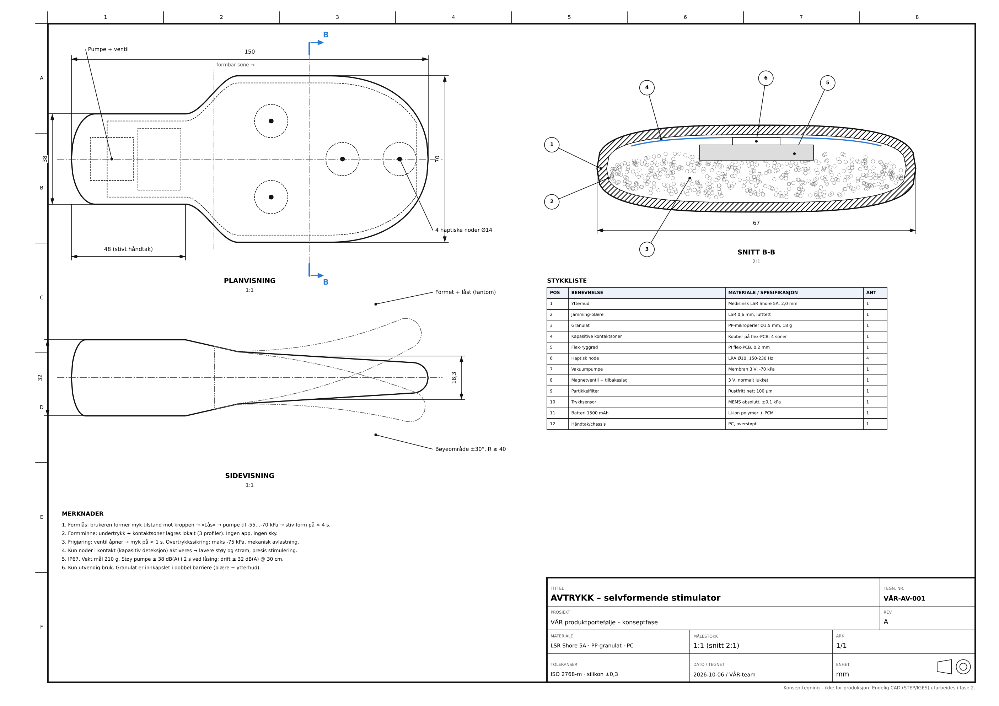 1 2 3 4 5 6 7 8
A
B
C
D
E
F
B
Pumpe + ventil
150
formbar sone →
38
70
4 haptiske noder Ø14
48 (stivt håndtak)
B
PLANVISNING
1:1
4
6
5
1
2
3
67
SNITT B-B
2:1
Formet + låst (fantom)
32
18,3
Bøyeområde ±30°, R ≥ 40
SIDEVISNING
1:1
STYKKLISTE
POS BENEVNELSE MATERIALE / SPESIFIKASJON ANT
1 Ytterhud Medisinsk LSR Shore 5A, 2,0 mm 1
2 Jamming-blære LSR 0,6 mm, lufttett 1
3 Granulat PP-mikroperler Ø1,5 mm, 18 g 1
4 Kapasitive kontaktsoner Kobber på flex-PCB, 4 soner 1
5 Flex-ryggrad PI flex-PCB, 0,2 mm 1
6 Haptisk node LRA Ø10, 150-230 Hz 4
7 Vakuumpumpe Membran 3 V, -70 kPa 1
8 Magnetventil + tilbakeslag 3 V, normalt lukket 1
9 Partikkelfilter Rustfritt nett 100 µm 1
10 Trykksensor MEMS absolutt, ±0,1 kPa 1
11 Batteri 1500 mAh Li-ion polymer + PCM 1
12 Håndtak/chassis PC, overstøpt 1
MERKNADER
1. Formlås: brukeren former myk tilstand mot kroppen → «Lås» → pumpe til -55…-70 kPa → stiv form på < 4 s.
2. Formminne: undertrykk + kontaktsoner lagres lokalt (3 profiler). Ingen app, ingen sky.
3. Frigjøring: ventil åpner → myk på < 1 s. Overtrykkssikring: maks -75 kPa, mekanisk avlastning.
4. Kun noder i kontakt (kapasitiv deteksjon) aktiveres → lavere støy og strøm, presis stimulering.
5. IP67. Vekt mål 210 g. Støy pumpe ≤ 38 dB(A) i 2 s ved låsing; drift ≤ 32 dB(A) @ 30 cm.
6. Kun utvendig bruk. Granulat er innkapslet i dobbel barriere (blære + ytterhud).
TITTEL
AVTRYKK – selvformende stimulator
TEGN. NR.
VÅR-AV-001
PROSJEKT
VÅR produktportefølje – konseptfase
REV.
A
MATERIALE
LSR Shore 5A · PP-granulat · PC
MÅLESTOKK
1:1 (snitt 2:1)
ARK
1/1
TOLERANSER
ISO 2768-m · silikon ±0,3
DATO / TEGNET
2026-10-06 / VÅR-team
ENHET
mm
Konsepttegning – ikke for produksjon. Endelig CAD (STEP/IGES) utarbeides i fase 2.